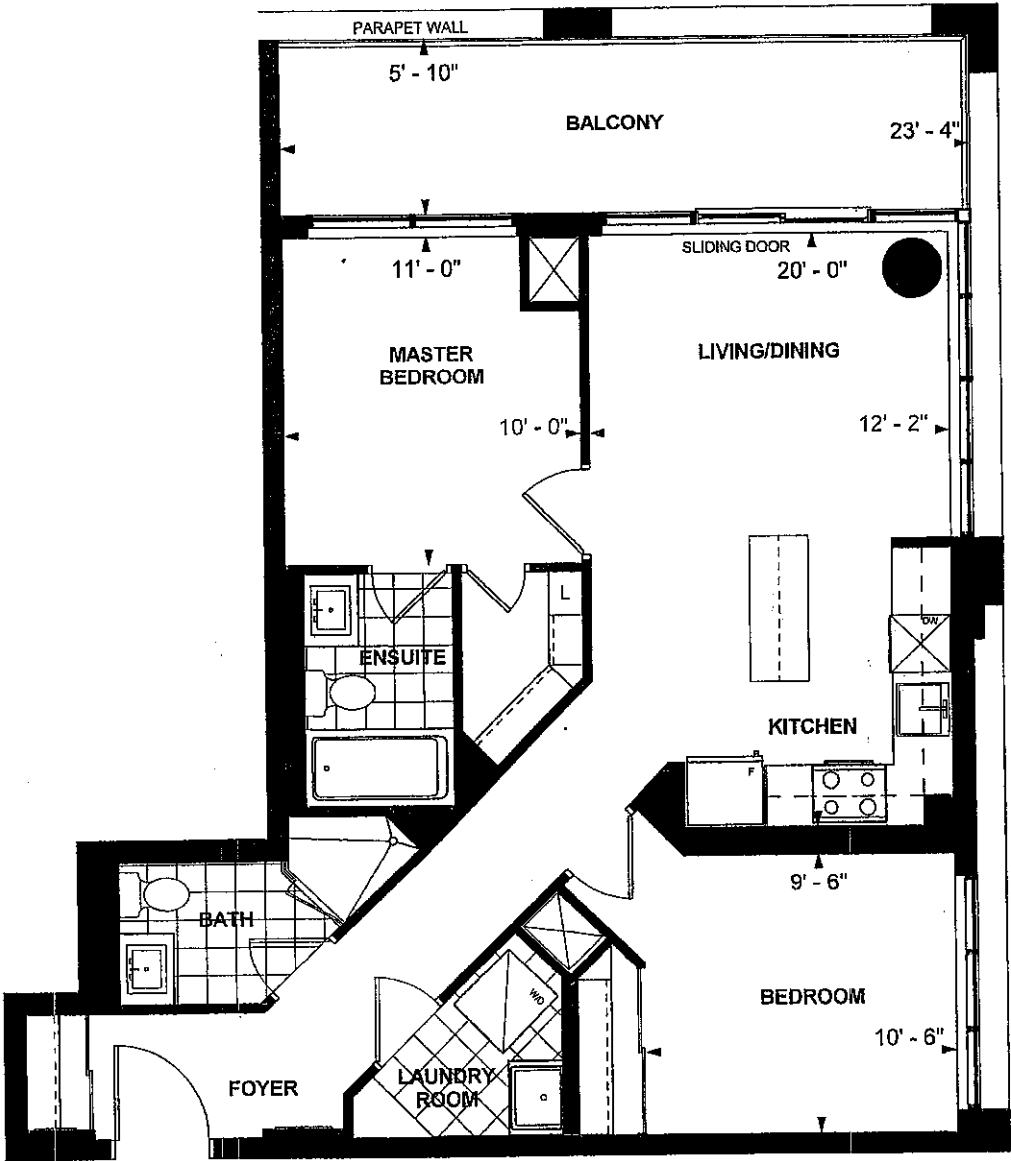 PARAPET WALL
5' - 10"
BALCONY
23' - 4"
SLIDING DOOR
11' - 0"
20' - 0"
MASTER
BEDROOM
LIVING/DINING
10' - 0"
12' - 2"
L
DW
ENSUITE
KITCHEN
R
F
9' - 6"
BATH
W/D
BEDROOM
10' - 6"
FOYER
LAUNDRY
ROOM